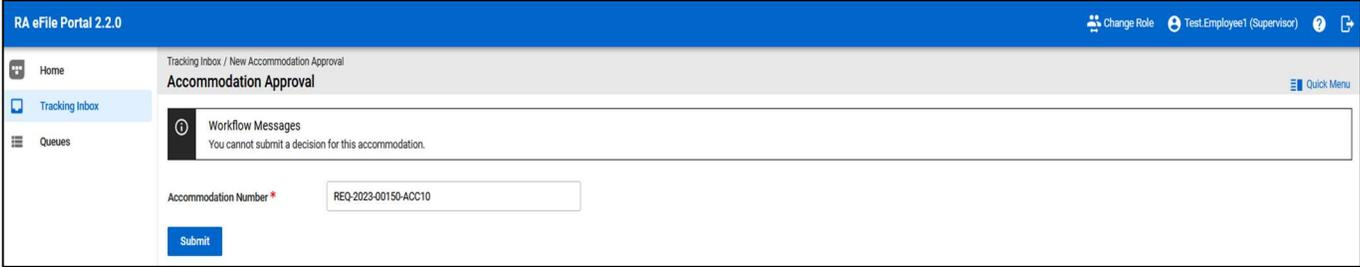 RA eFile Portal 2.2.0
Change Role
Test.Employee1 (Supervisor)
Home
Tracking Inbox
Queues
Tracking Inbox / New Accommodation Approval
Accommodation Approval
Quick Menu
Workflow Messages
You cannot submit a decision for this accommodation.
Accommodation Number *
REQ-2023-00150-ACC10
Submit